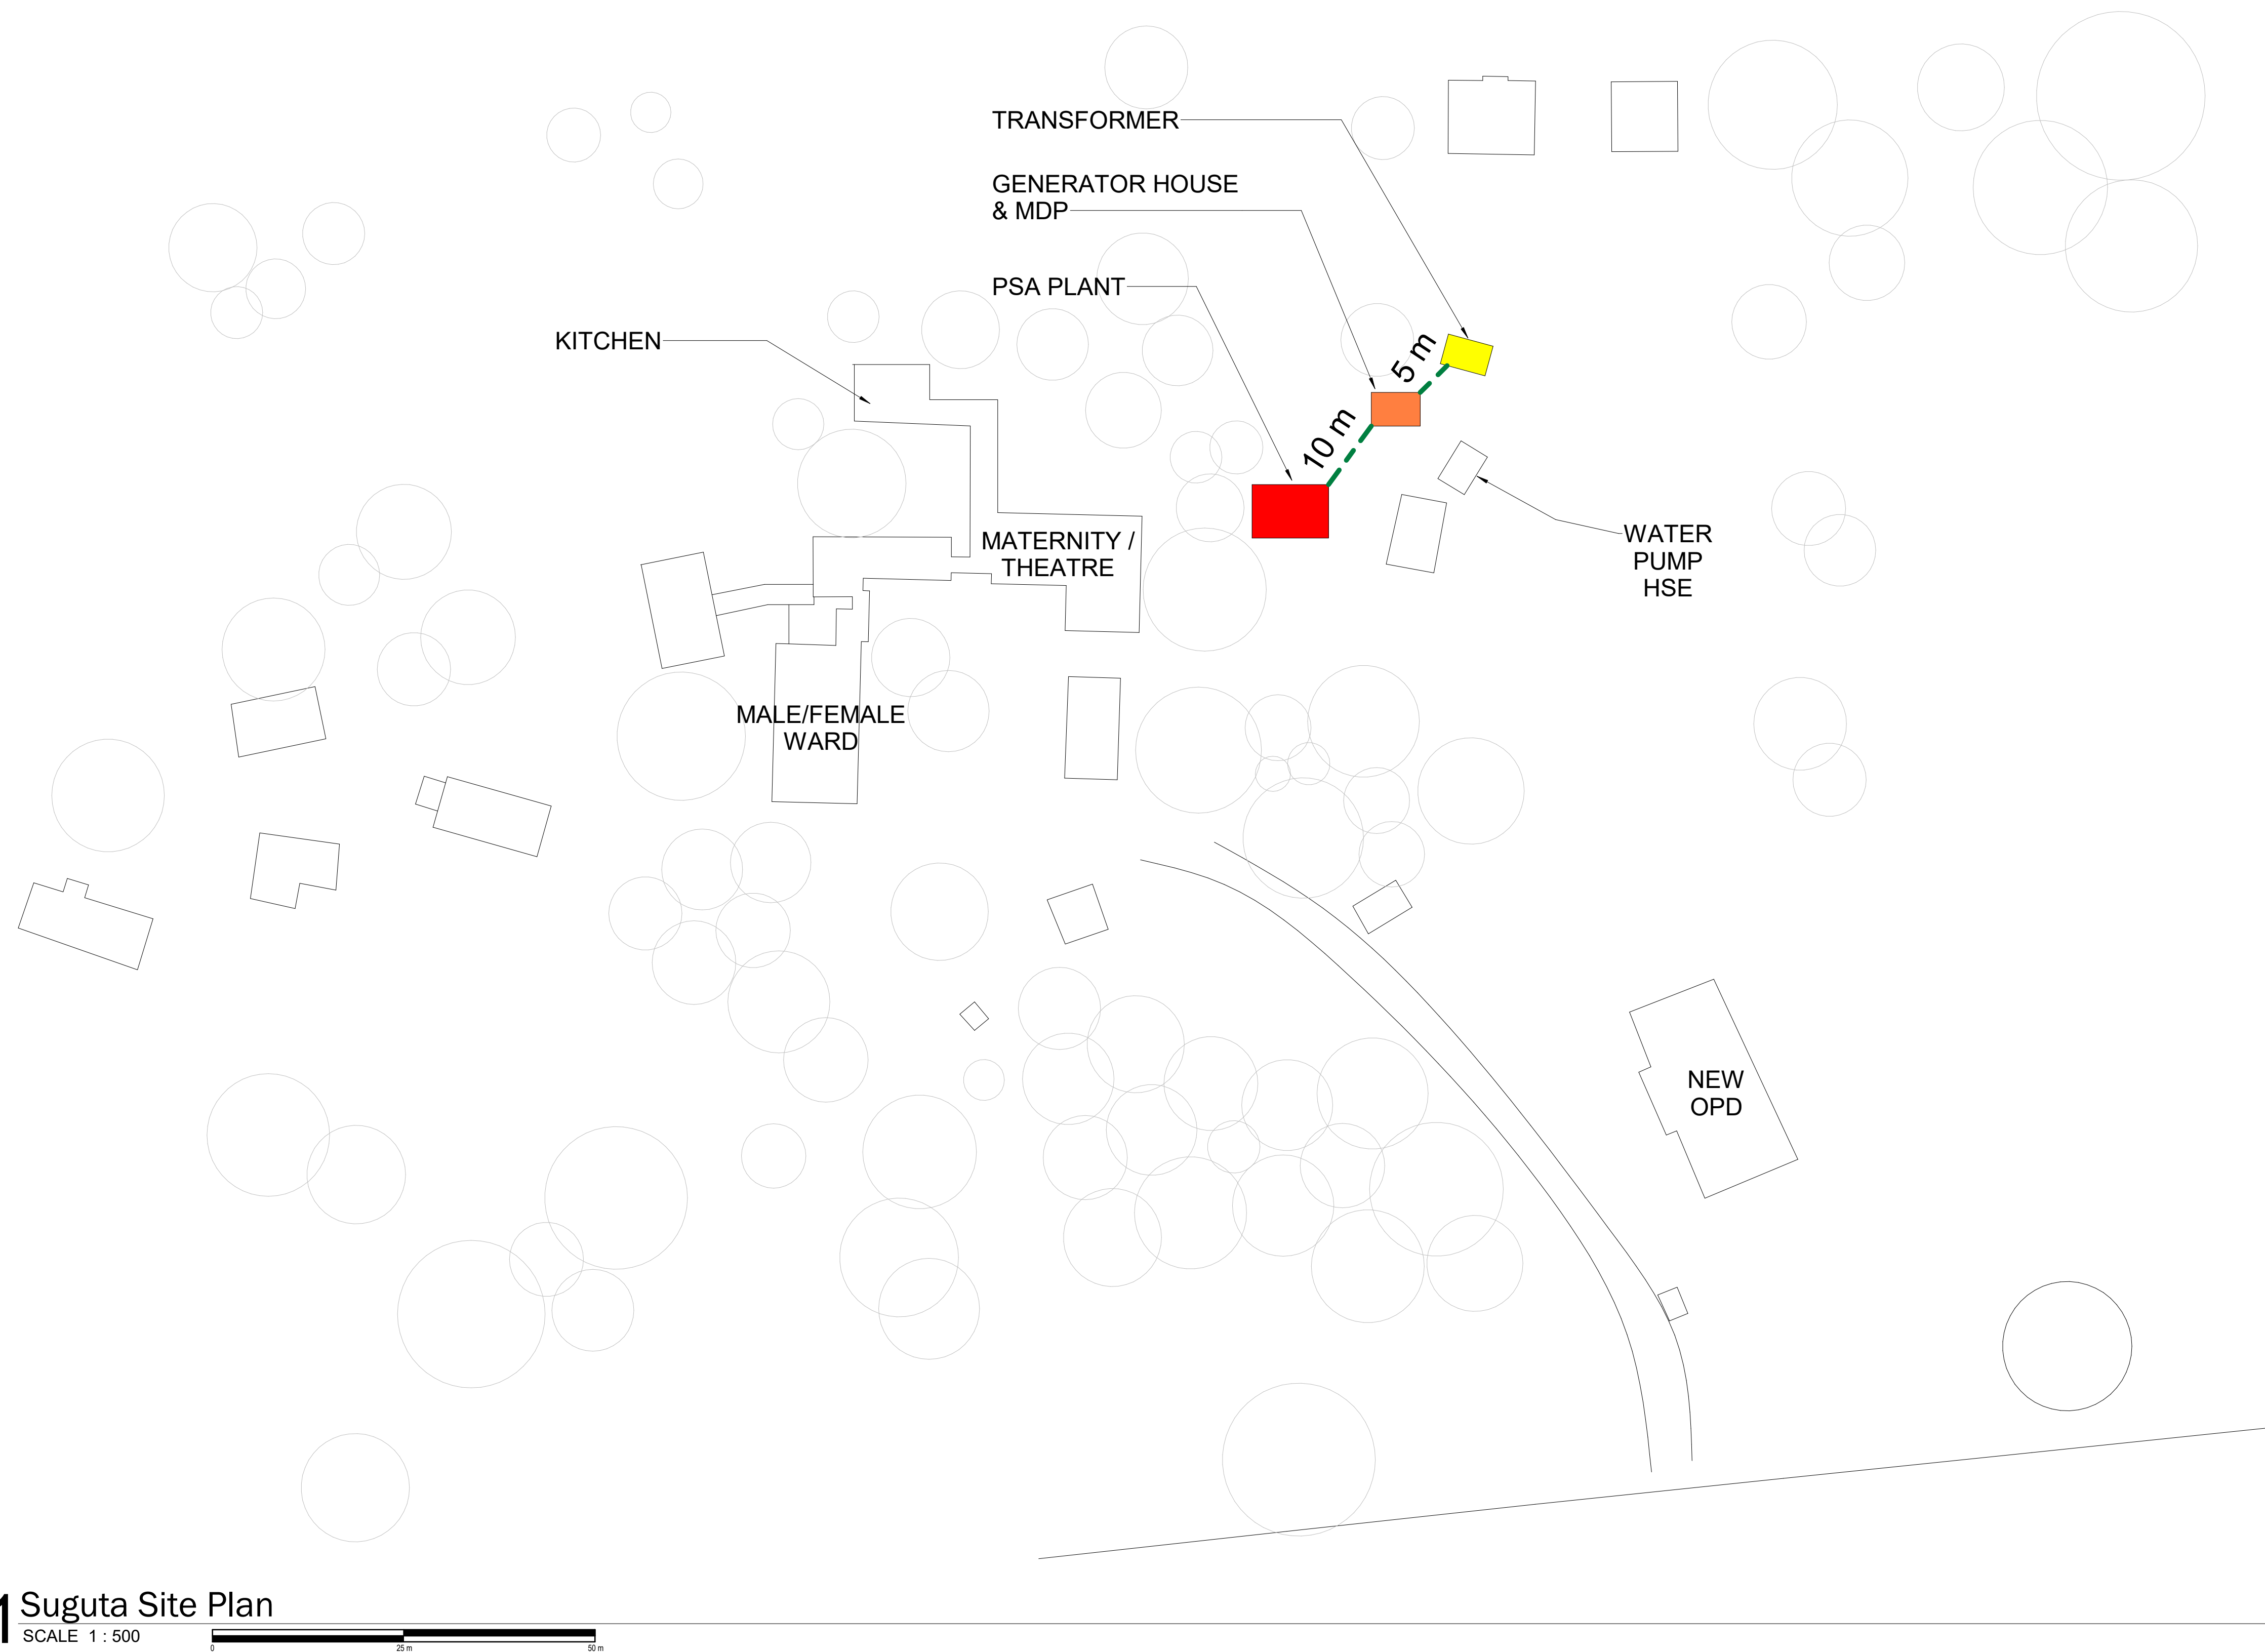 TRANSFORMER
GENERATOR HOUSE
& MDP
PSA PLANT
KITCHEN
5 m
10 m
MATERNITY /
THEATRE
WATER
PUMP
HSE
MALE/FEMALE
WARD
NEW
OPD
1 Suguta Site Plan
SCALE 1 : 500
0 25 m 50 m